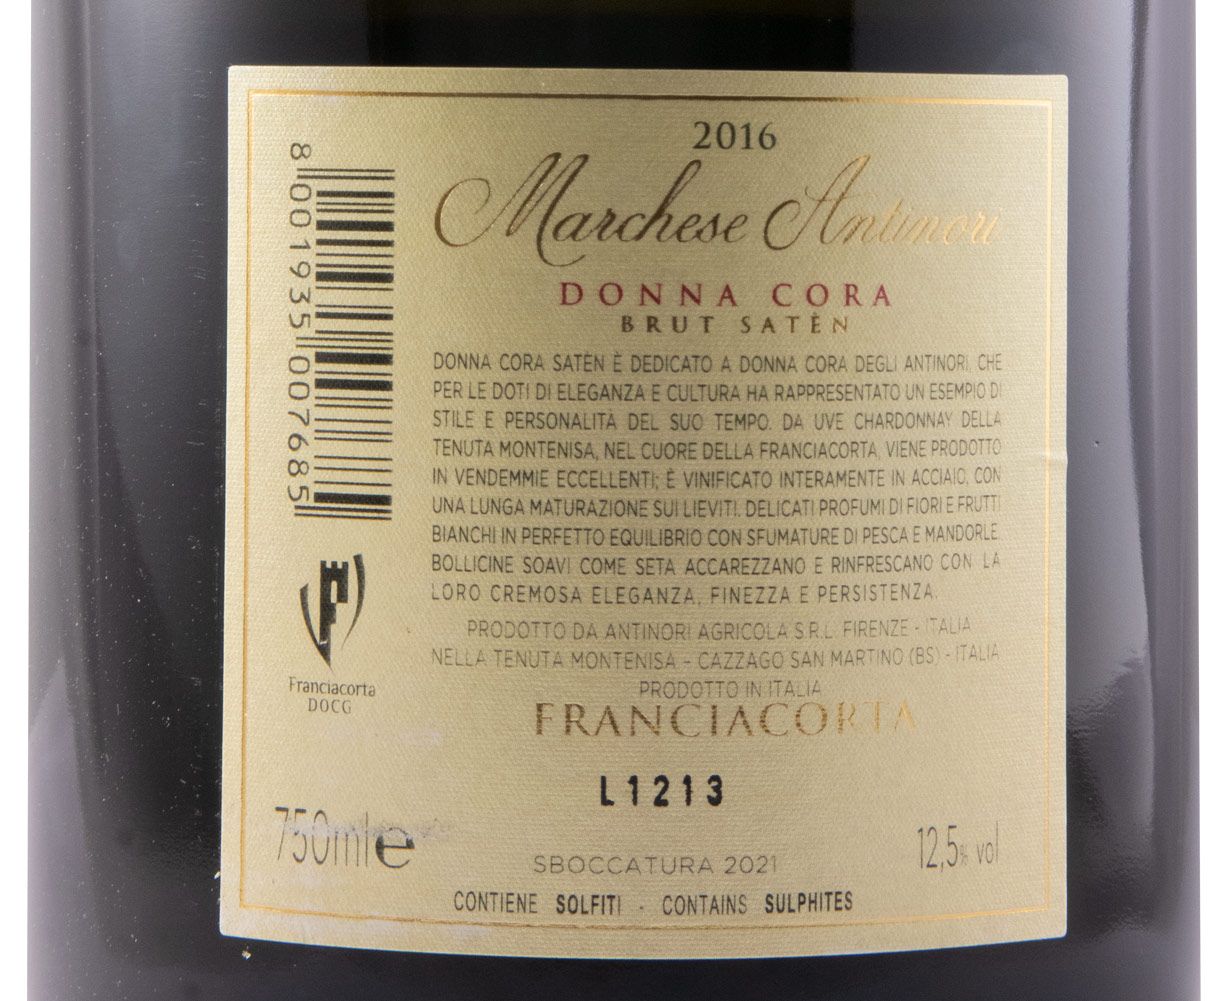 2016
Marchese Antinori
DONNA CORA
BRUT SATÈN
DONNA CORA SATÈN È DEDICATO A DONNA CORA DEGLI ANTINORI, CHE
PER LE DOTI DI ELEGANZA E CULTURA HA RAPPRESENTATO UN ESEMPIO DI
STILE E PERSONALITÀ DEL SUO TEMPO. DA UVE CHARDONNAY DELLA
TENUTA MONTENISA, NEL CUORE DELLA FRANCIACORTA, VIENE PRODOTTO
IN VENDEMMIE ECCELLENTI; È VINIFICATO INTERAMENTE IN ACCIAIO, CON
UNA LUNGA MATURAZIONE SUI LIEVITI. DELICATI PROFUMI DI FIORI E FRUTTI
BIANCHI IN PERFETTO EQUILIBRIO CON SFUMATURE DI PESCA E MANDORLE.
BOLLICINE SOAVI COME SETA ACCAREZZANO E RINFRESCANO CON LA
LORO CREMOSA ELEGANZA, FINEZZA E PERSISTENZA.
PRODOTTO DA ANTINORI AGRICOLA S.R.L. FIRENZE - ITALIA
NELLA TENUTA MONTENISA - CAZZAGO SAN MARTINO (BS) - ITALIA
PRODOTTO IN ITALIA
FRANCIACORTA
L1213
8 001935 007685
Franciacorta
DOCG
750ml e
SBOCCATURA 2021
12,5% vol
CONTIENE SOLFITI - CONTAINS SULPHITES